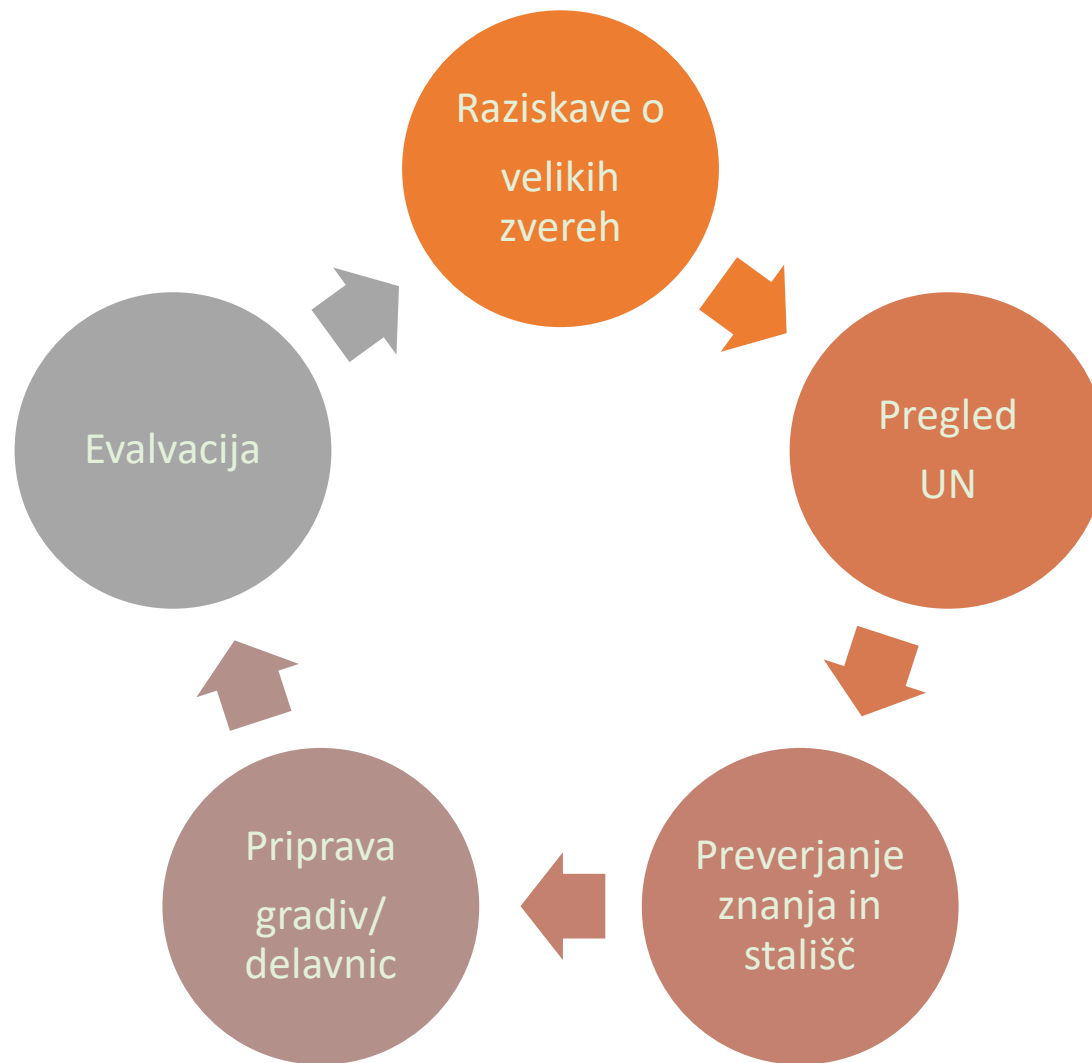 Raziskave o
velikih
zvereh
Pregled
UN
Preverjanje
znanja in
stališč
Priprava
gradiv/
delavnic
Evalvacija